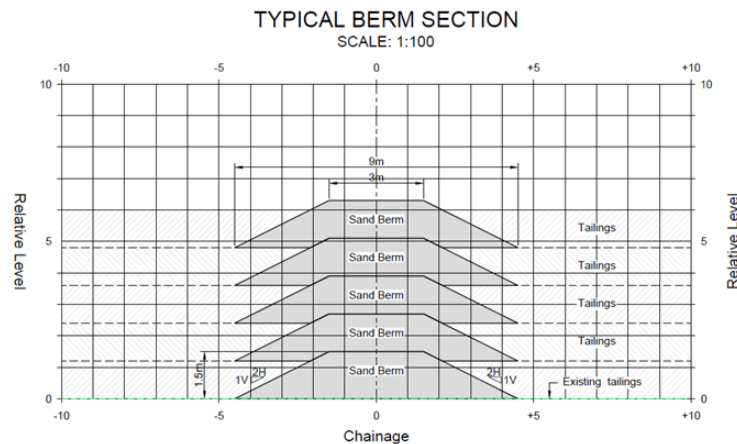 TYPICAL BERM SECTION
SCALE: 1:100
-10 -5 0 +5 +10
10 10
9m
3m
Sand Berm
Tailings
5 5
Sand Berm
Tailings
Sand Berm
Tailings
Sand Berm
Tailings
1.5m
2H 1V
Sand Berm
2H 1V
Existing tailings
0 0
-10 -5 0 +5 +10
Chainage
Relative Level
Relative Level